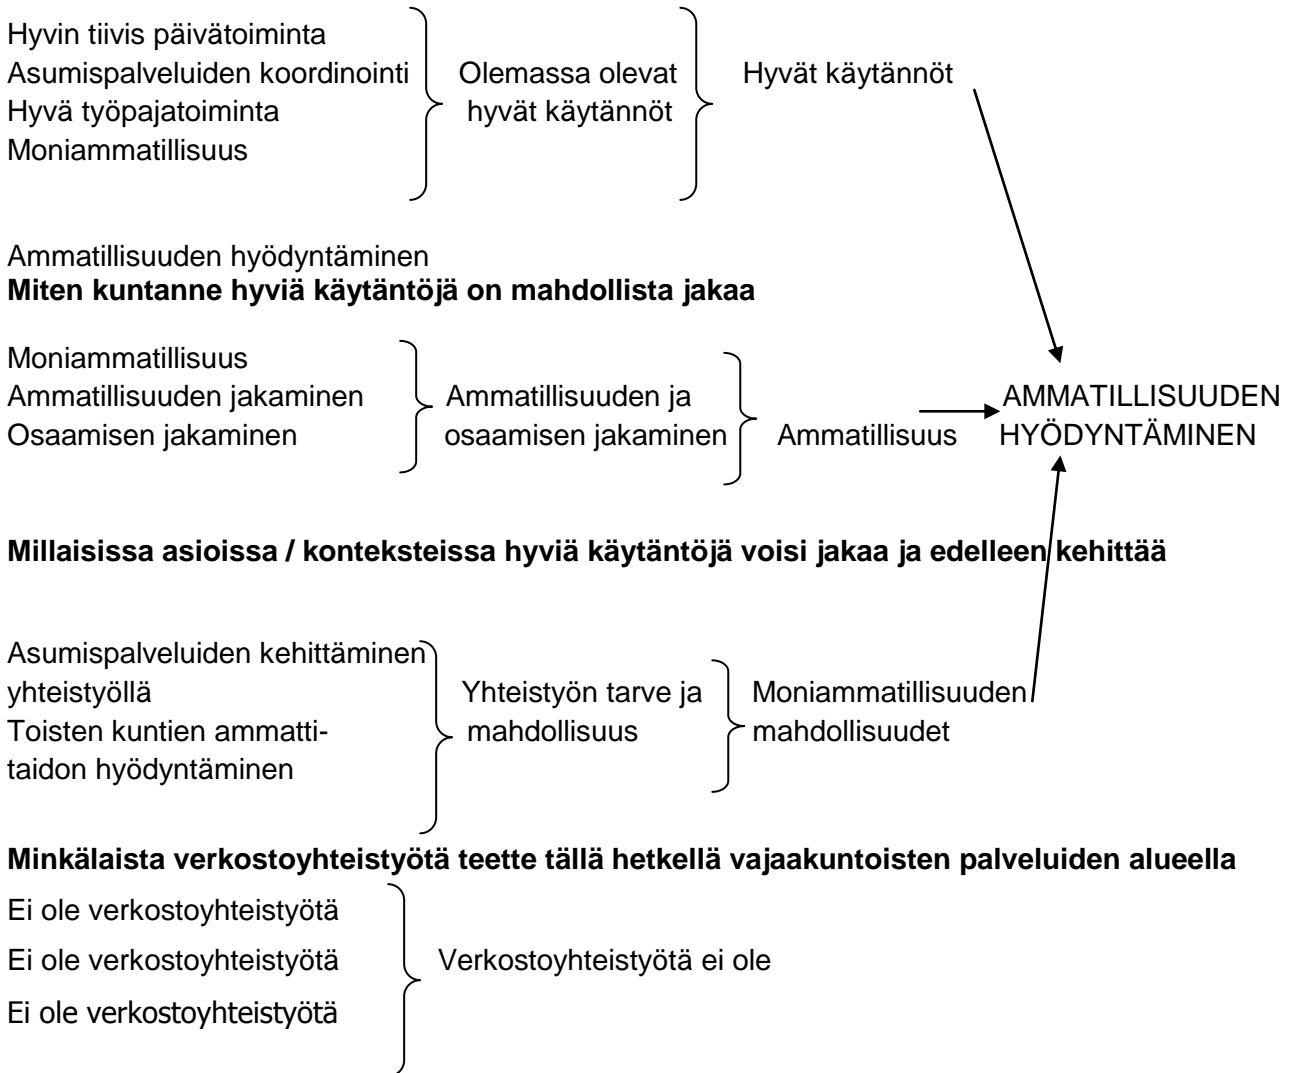 Hyvin tiivis päivätoiminta
Asumispalveluiden koordinointi
Hyvä työpajatoiminta
Moniammatillisuus
Olemassa olevat
hyvät käytännöt
Hyvät käytännöt
Ammatillisuuden hyödyntäminen
Miten kuntanne hyviä käytäntöjä on mahdollista jakaa
Moniammatillisuus
Ammatillisuuden jakaminen
Osaamisen jakaminen
Ammatillisuuden ja
osaamisen jakaminen
Ammatillisuus
AMMATILLISUUDEN
HYÖDYNTÄMINEN
Millaisissa asioissa / konteksteissa hyviä käytäntöjä voisi jakaa ja edelleen kehittää
Asumispalveluiden kehittäminen
yhteistyöllä
Toisten kuntien ammatti-
taidon hyödyntäminen
Yhteistyön tarve ja
mahdollisuus
Moniammatillisuuden
mahdollisuudet
Minkälaista verkostoyhteistyötä teette tällä hetkellä vajaakuntoisten palveluiden alueella
Ei ole verkostoyhteistyötä
Ei ole verkostoyhteistyötä
Ei ole verkostoyhteistyötä
Verkostoyhteistyötä ei ole